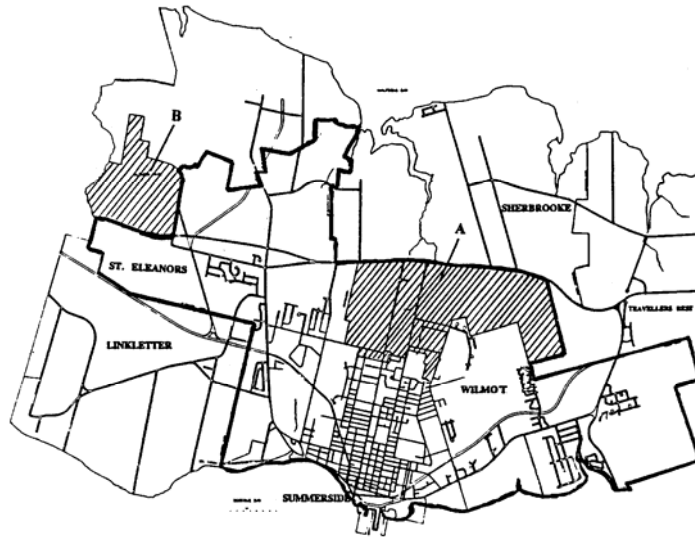 B
SHERBROOKE
A
ST. ELEANORS
TRAVELLERS REST
LINKLETTER
WILMOT
SUMMERSIDE